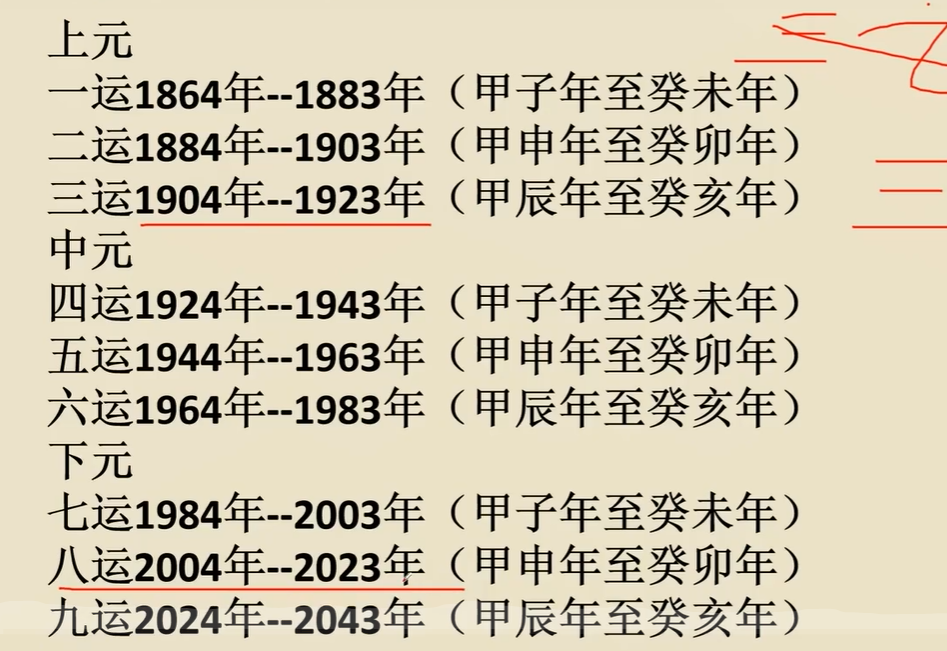 上元
一运1864年--1883年（甲子年至癸未年）
二运1884年--1903年（甲申年至癸卯年）
三运1904年--1923年（甲辰年至癸亥年）
中元
四运1924年--1943年（甲子年至癸未年）
五运1944年--1963年（甲申年至癸卯年）
六运1964年--1983年（甲辰年至癸亥年）
下元
七运1984年--2003年（甲子年至癸未年）
八运2004年--2023年（甲申年至癸卯年）
九运2024年--2043年（甲辰年至癸亥年）